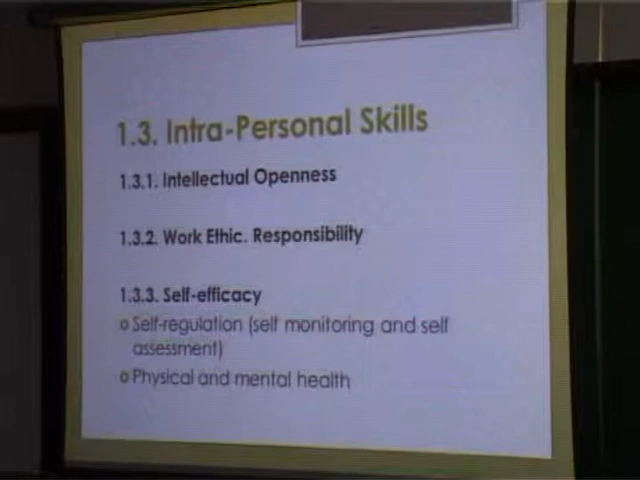 1.3. Intra-Personal Skills
1.3.1. Intellectual Openness
1.3.2. Work Ethic. Responsibility
1.3.3. Self-efficacy
o Self-regulation (self monitoring and self
assessment)
o Physical and mental health